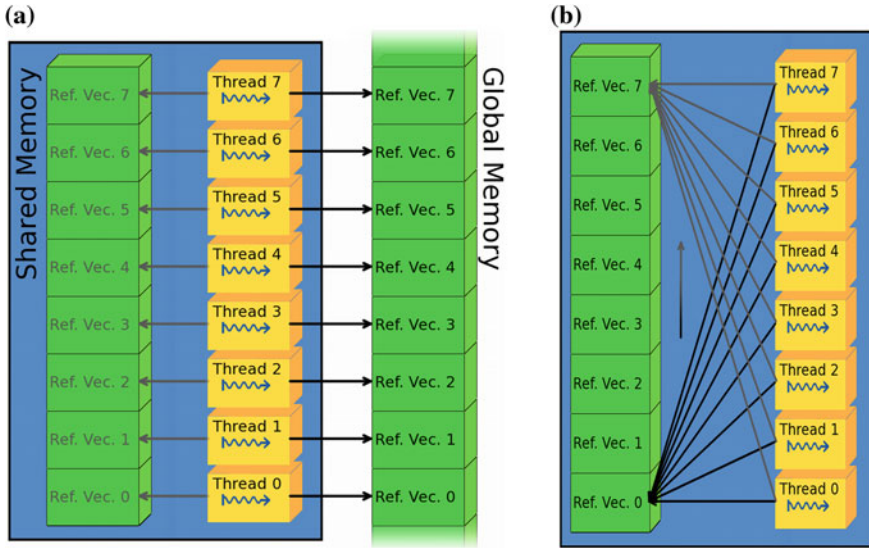 (a)
Shared Memory
Global Memory
Ref. Vec. 7
Thread 7
Ref. Vec. 7
Ref. Vec. 6
Thread 6
Ref. Vec. 6
Ref. Vec. 5
Thread 5
Ref. Vec. 5
Ref. Vec. 4
Thread 4
Ref. Vec. 4
Ref. Vec. 3
Thread 3
Ref. Vec. 3
Ref. Vec. 2
Thread 2
Ref. Vec. 2
Ref. Vec. 1
Thread 1
Ref. Vec. 1
Ref. Vec. 0
Thread 0
Ref. Vec. 0
(b)
Ref. Vec. 7
Thread 7
Ref. Vec. 6
Thread 6
Ref. Vec. 5
Thread 5
Ref. Vec. 4
Thread 4
Ref. Vec. 3
Thread 3
Ref. Vec. 2
Thread 2
Ref. Vec. 1
Thread 1
Ref. Vec. 0
Thread 0